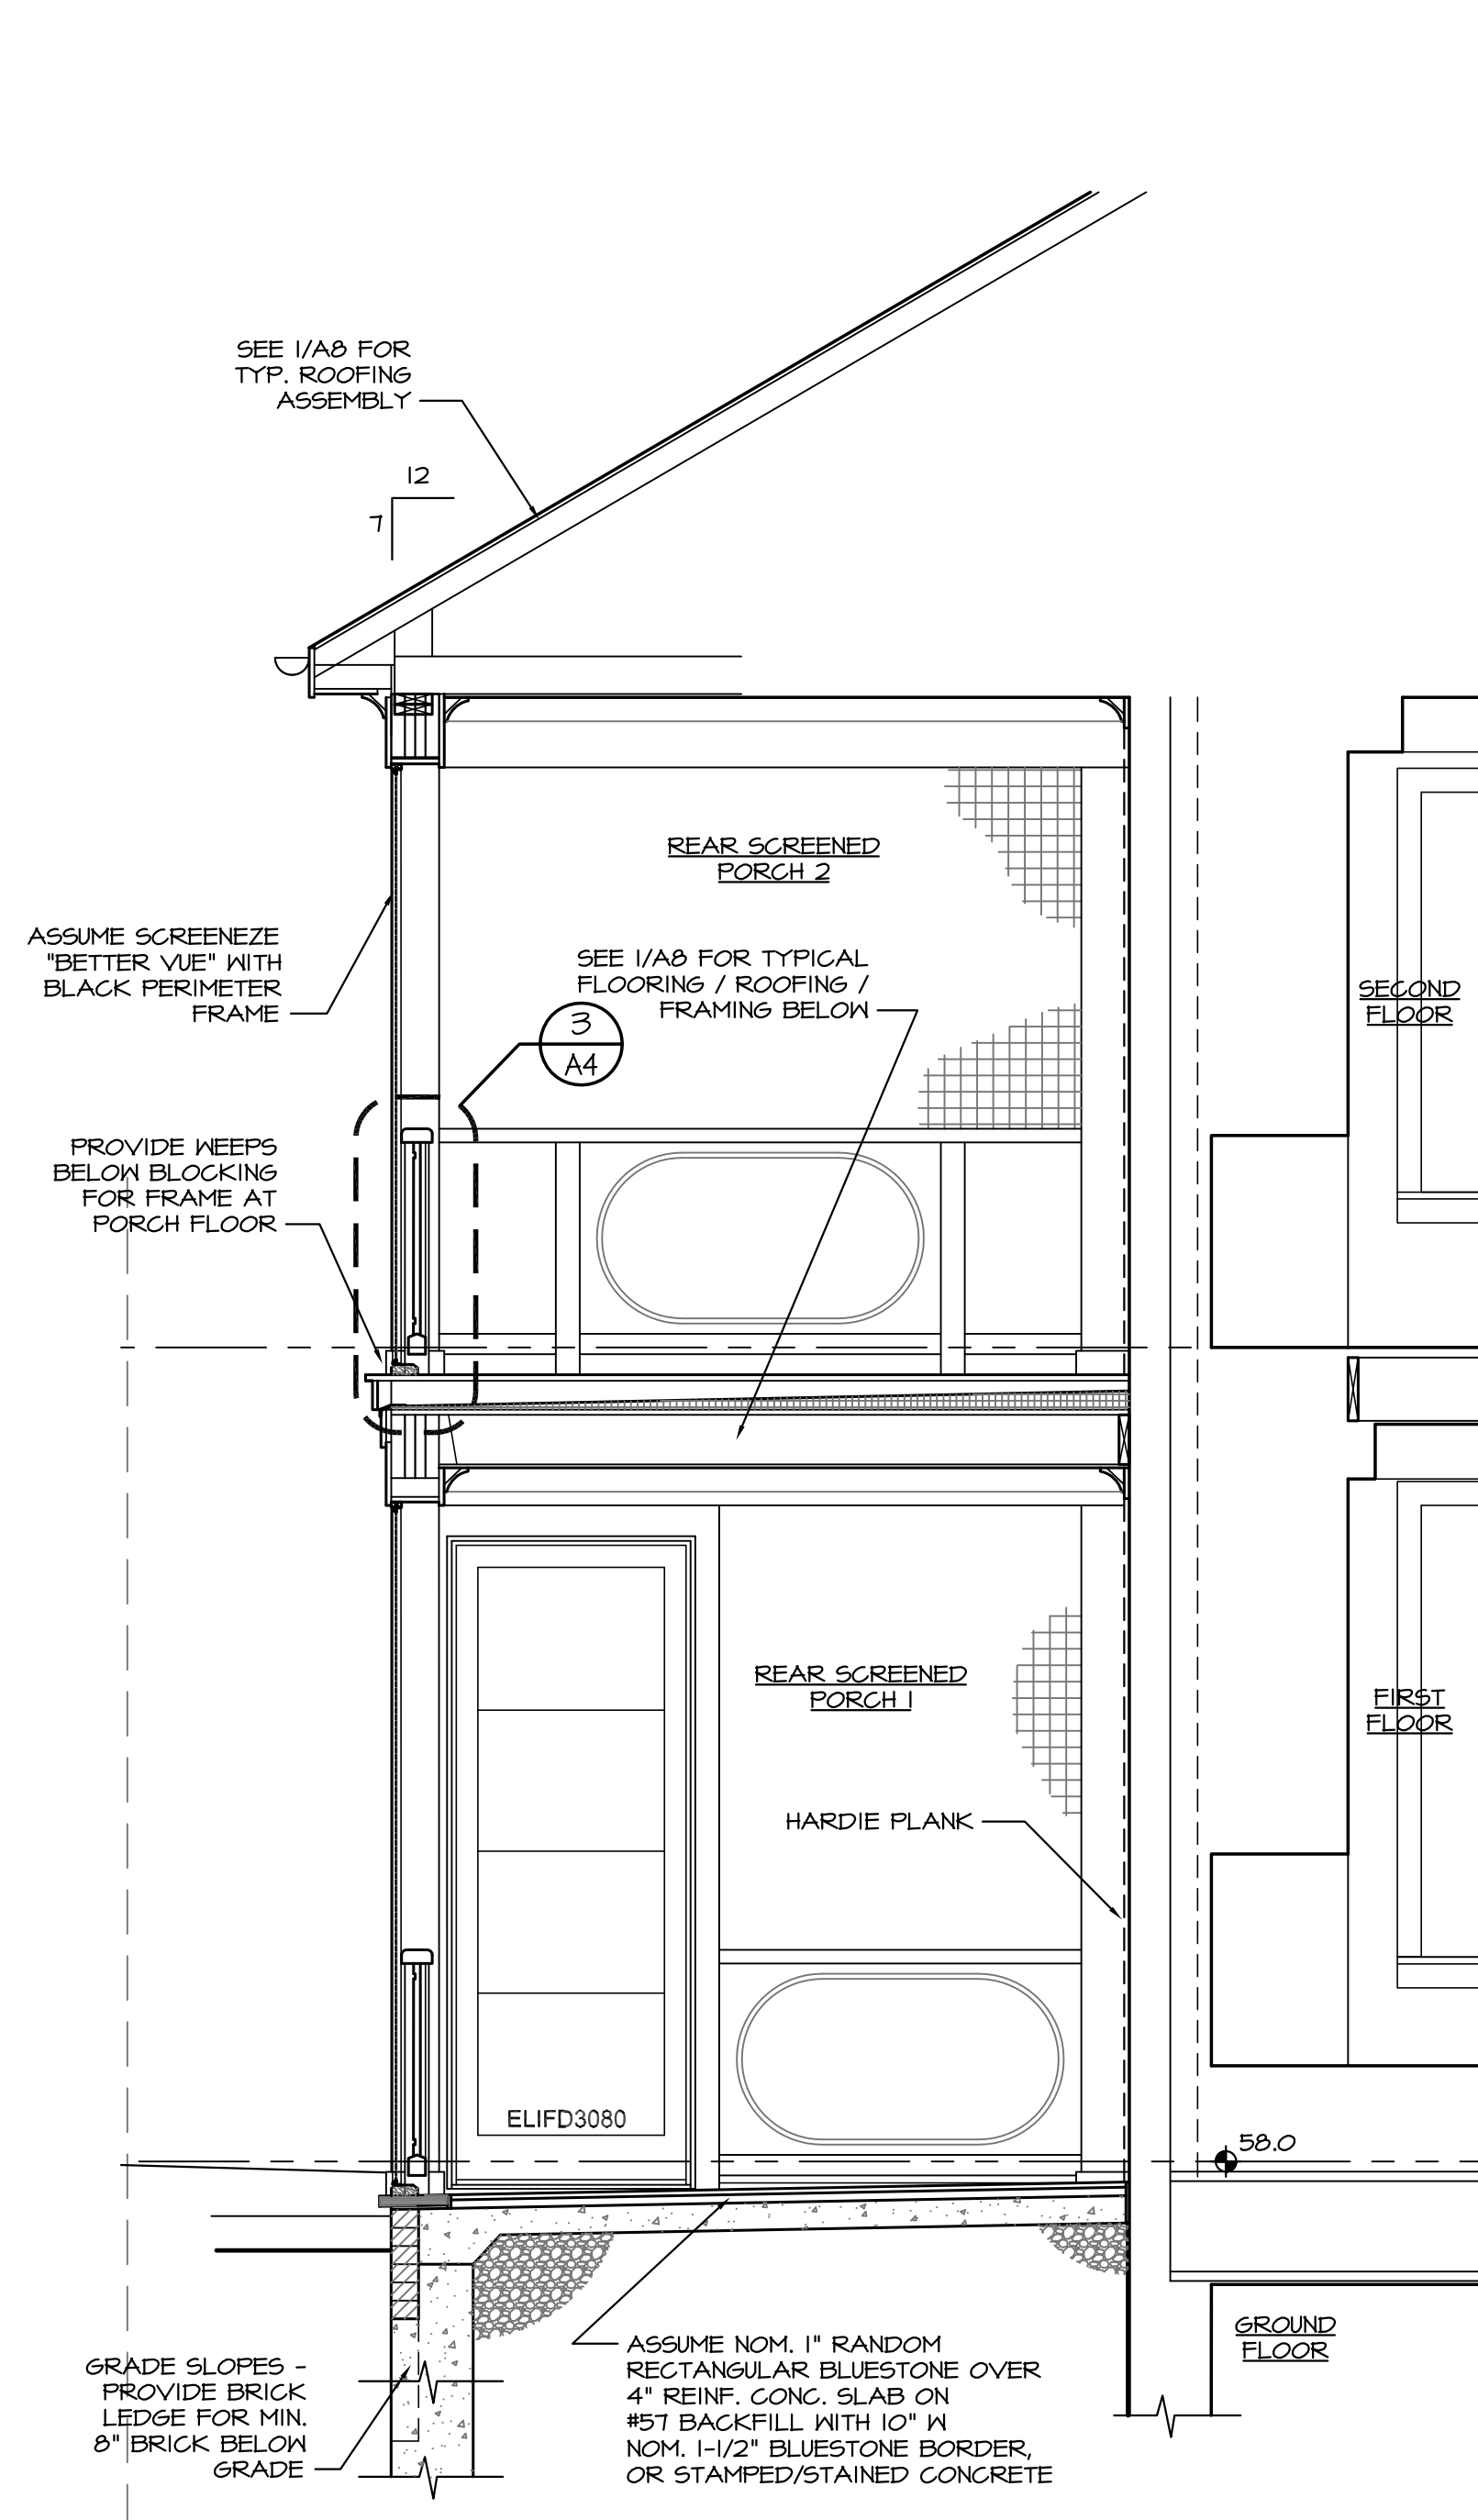 SEE 1/A8 FOR
TYP. ROOFING
ASSEMBLY
12
7
REAR SCREENED
PORCH 2
ASSUME SCREENEZE
"BETTER VUE" WITH
BLACK PERIMETER
FRAME
SEE 1/A8 FOR TYPICAL
FLOORING / ROOFING /
FRAMING BELOW
3
A4
SECOND
FLOOR
PROVIDE WEEPS
BELOW BLOCKING
FOR FRAME AT
PORCH FLOOR
REAR SCREENED
PORCH 1
FIRST
FLOOR
HARDIE PLANK
ELIFD3080
58.0
GROUND
FLOOR
GRADE SLOPES -
PROVIDE BRICK
LEDGE FOR MIN.
8" BRICK BELOW
GRADE
ASSUME NOM. 1" RANDOM
RECTANGULAR BLUESTONE OVER
4" REINF. CONC. SLAB ON
#57 BACKFILL WITH 10" W
NOM. 1-1/2" BLUESTONE BORDER,
OR STAMPED/STAINED CONCRETE